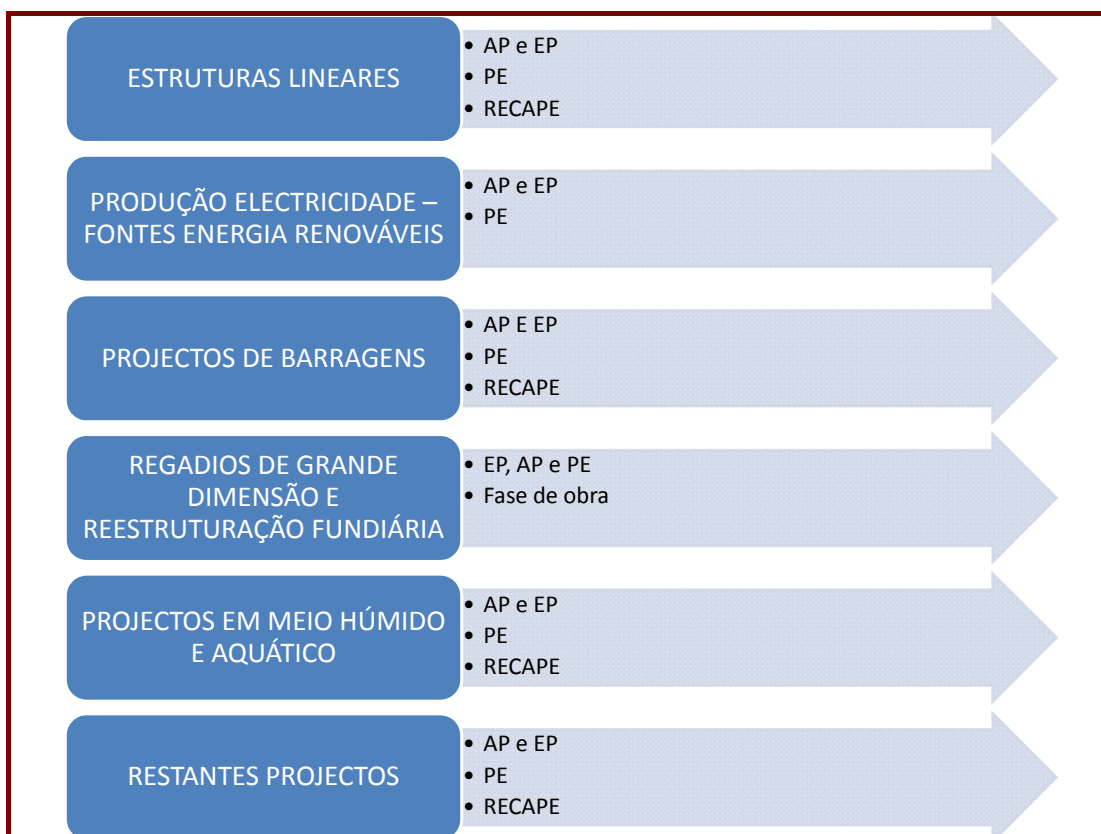 ESTRUTURAS LINEARES
• AP e EP
• PE
• RECAPE
PRODUÇÃO ELECTRICIDADE –
FONTES ENERGIA RENOVÁVEIS
• AP e EP
• PE
PROJECTOS DE BARRAGENS
• AP E EP
• PE
• RECAPE
REGADIOS DE GRANDE
DIMENSÃO E
REESTRUTURAÇÃO FUNDIÁRIA
• EP, AP e PE
• Fase de obra
PROJECTOS EM MEIO HÚMIDO
E AQUÁTICO
• AP e EP
• PE
• RECAPE
RESTANTES PROJECTOS
• AP e EP
• PE
• RECAPE